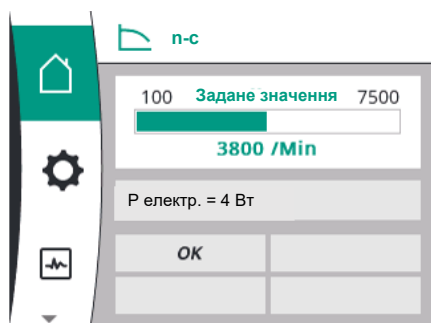 n-c
100 Задане значення 7500
3800 /Min
P електр. = 4 Вт
OK